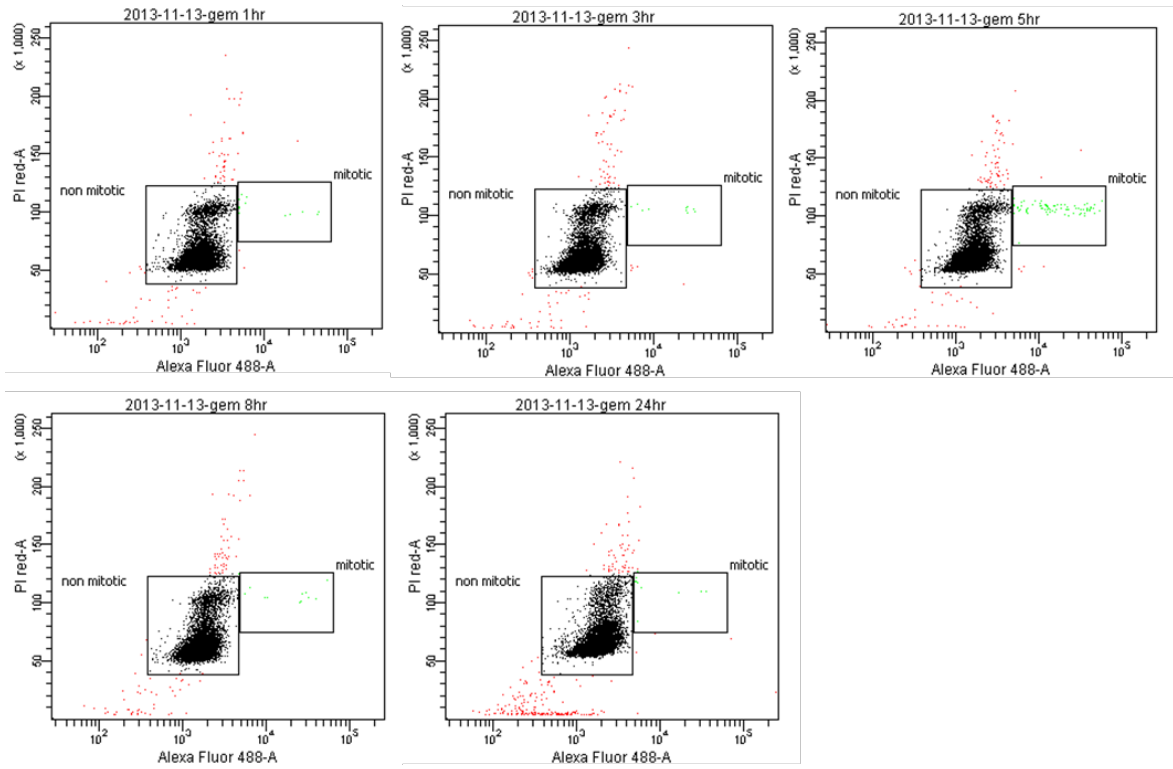 2013-11-13-gem 1hr
(x 1,000)
250
200
150
100
50
PI red-A
non mitotic
mitotic
10² 10³ 10⁴ 10⁵
Alexa Fluor 488-A
2013-11-13-gem 3hr
(x 1,000)
250
200
150
100
50
PI red-A
non mitotic
mitotic
10² 10³ 10⁴ 10⁵
Alexa Fluor 488-A
2013-11-13-gem 5hr
(x 1,000)
250
200
150
100
50
PI red-A
non mitotic
mitotic
10² 10³ 10⁴ 10⁵
Alexa Fluor 488-A
2013-11-13-gem 8hr
(x 1,000)
250
200
150
100
50
PI red-A
non mitotic
mitotic
10² 10³ 10⁴ 10⁵
Alexa Fluor 488-A
2013-11-13-gem 24hr
(x 1,000)
250
200
150
100
50
PI red-A
non mitotic
mitotic
10² 10³ 10⁴ 10⁵
Alexa Fluor 488-A